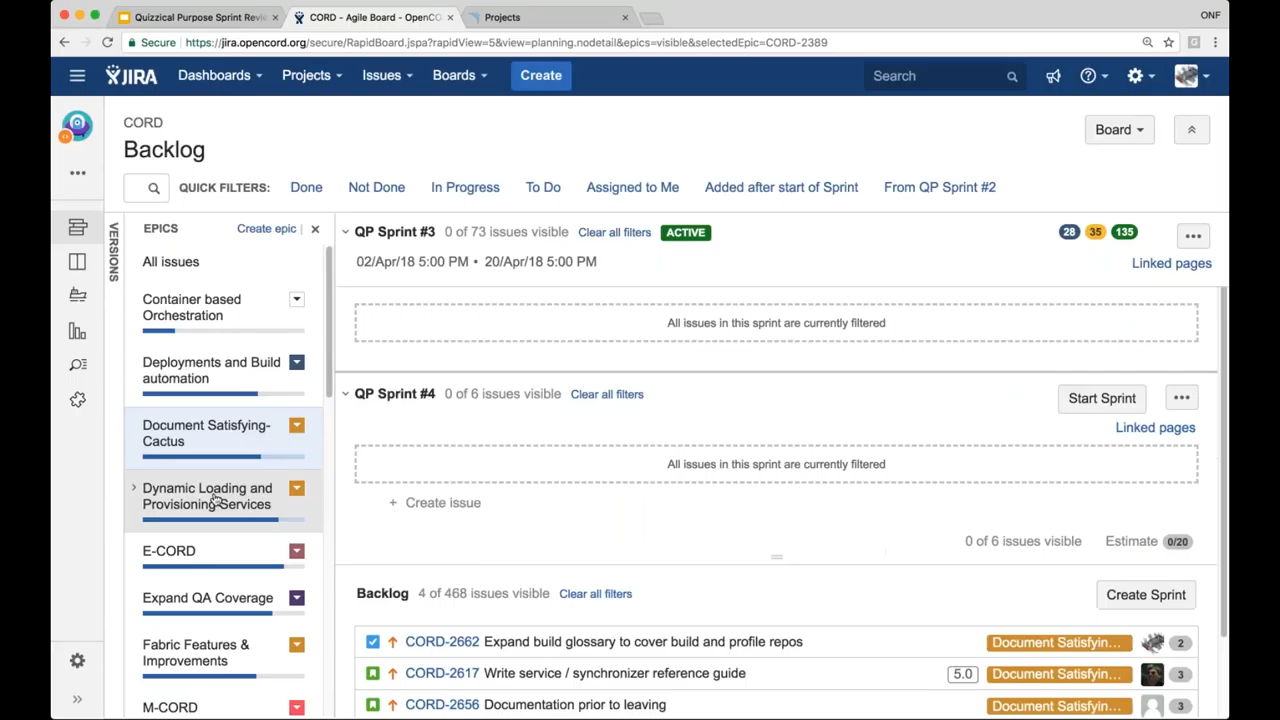 Quizzical Purpose Sprint Revi
CORD - Agile Board - OpenCO
Projects
ONF
Secure https://jira.opencord.org/secure/RapidBoard.jspa?rapidView=5&view=planning.nodetail&epics=visible&selectedEpic=CORD-2389
JIRA Dashboards Projects Issues Boards Create Search
CORD
Backlog
Board
QUICK FILTERS: Done Not Done In Progress To Do Assigned to Me Added after start of Sprint From QP Sprint #2
VERSIONS
EPICS Create epic
All issues
Container based
Orchestration
Deployments and Build
automation
Document Satisfying-
Cactus
Dynamic Loading and
Provisioning Services
E-CORD
Expand QA Coverage
Fabric Features &
Improvements
M-CORD
QP Sprint #3 0 of 73 issues visible Clear all filters ACTIVE 28 35 135
02/Apr/18 5:00 PM • 20/Apr/18 5:00 PM
Linked pages
All issues in this sprint are currently filtered
QP Sprint #4 0 of 6 issues visible Clear all filters Start Sprint
Linked pages
All issues in this sprint are currently filtered
+ Create issue
0 of 6 issues visible Estimate 0/20
Backlog 4 of 468 issues visible Clear all filters Create Sprint
CORD-2662 Expand build glossary to cover build and profile repos Document Satisfyin... 2
CORD-2617 Write service / synchronizer reference guide 5.0 Document Satisfyin... 3
CORD-2656 Documentation prior to leaving Document Satisfyin... 3